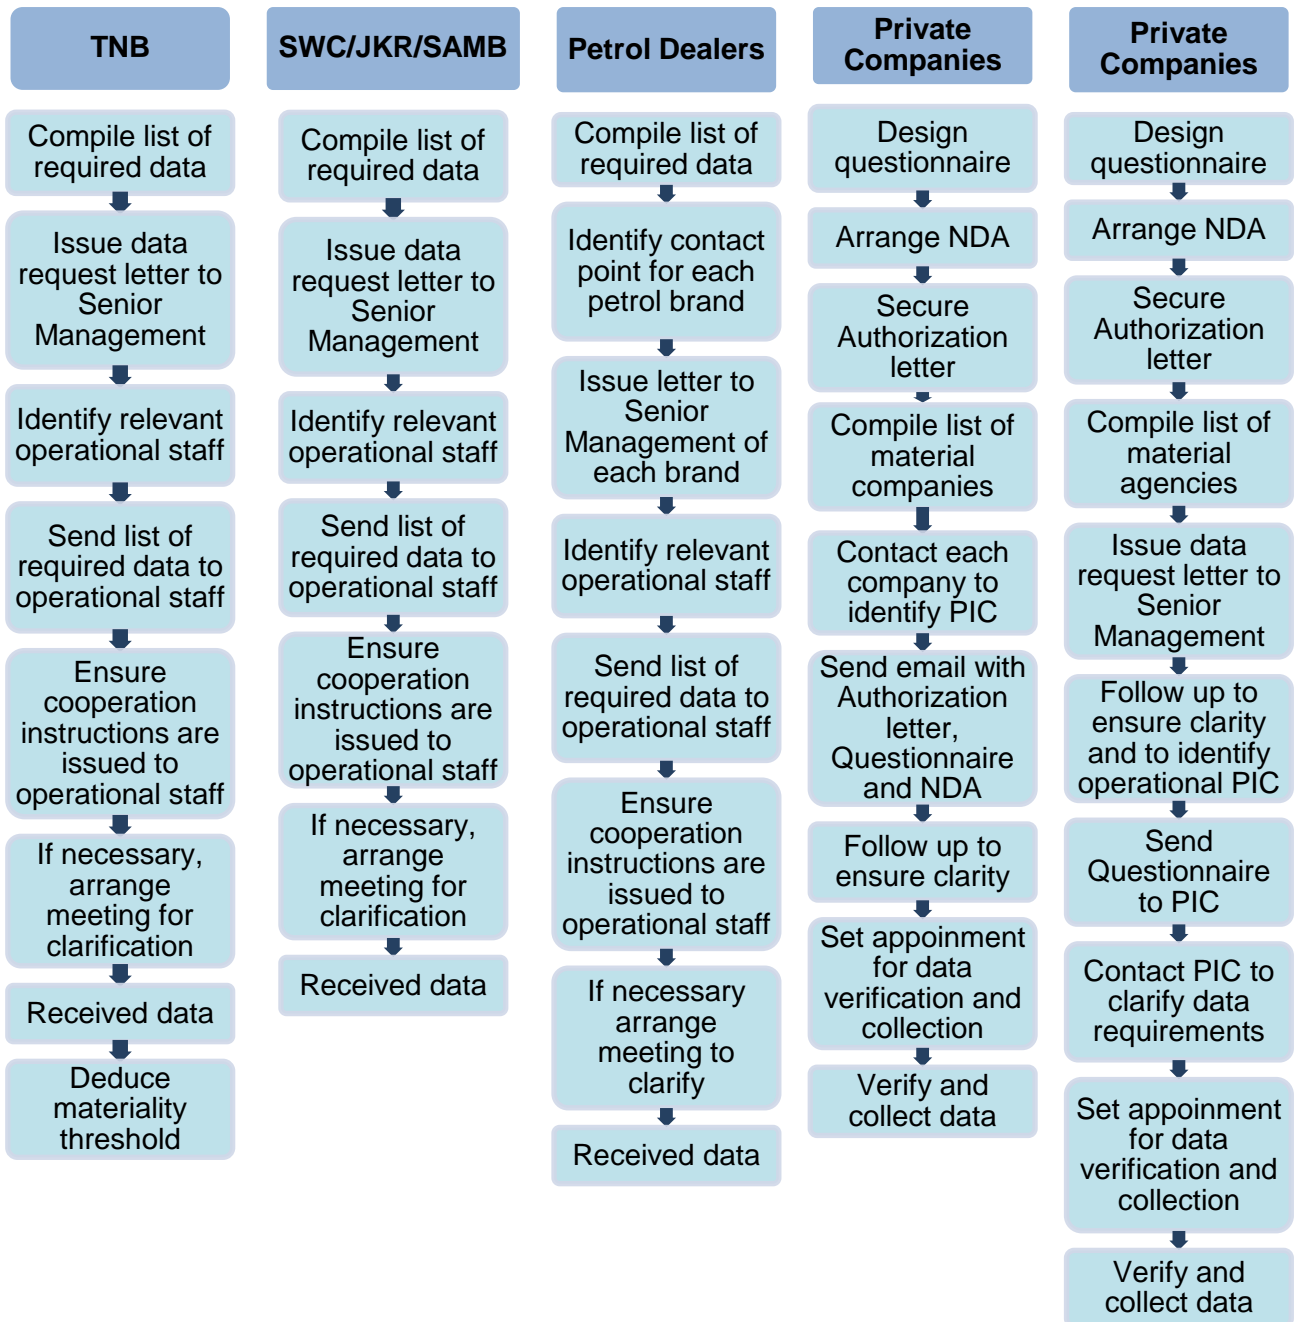 TNB
Compile list of
required data
Issue data
request letter to
Senior
Management
Identify relevant
operational staff
Send list of
required data to
operational staff
Ensure
cooperation
instructions are
issued to
operational staff
If necessary,
arrange
meeting for
clarification
Received data
Deduce
materiality
threshold
SWC/JKR/SAMB
Compile list of
required data
Issue data
request letter to
Senior
Management
Identify relevant
operational staff
Send list of
required data to
operational staff
Ensure
cooperation
instructions are
issued to
operational staff
If necessary,
arrange
meeting for
clarification
Received data
Petrol Dealers
Compile list of
required data
Identify contact
point for each
petrol brand
Issue letter to
Senior
Management of
each brand
Identify relevant
operational staff
Send list of
required data to
operational staff
Ensure
cooperation
instructions are
issued to
operational staff
If necessary
arrange
meeting to
clarify
Received data
Private
Companies
Design
questionnaire
Arrange NDA
Secure
Authorization
letter
Compile list of
material
companies
Contact each
company to
identify PIC
Send email with
Authorization
letter,
Questionnaire
and NDA
Follow up to
ensure clarity
Set appoinment
for data
verification and
collection
Verify and
collect data
Private
Companies
Design
questionnaire
Arrange NDA
Secure
Authorization
letter
Compile list of
material
agencies
Issue data
request letter to
Senior
Management
Follow up to
ensure clarity
and to identify
operational PIC
Send
Questionnaire
to PIC
Contact PIC to
clarify data
requirements
Set appoinment
for data
verification and
collection
Verify and
collect data